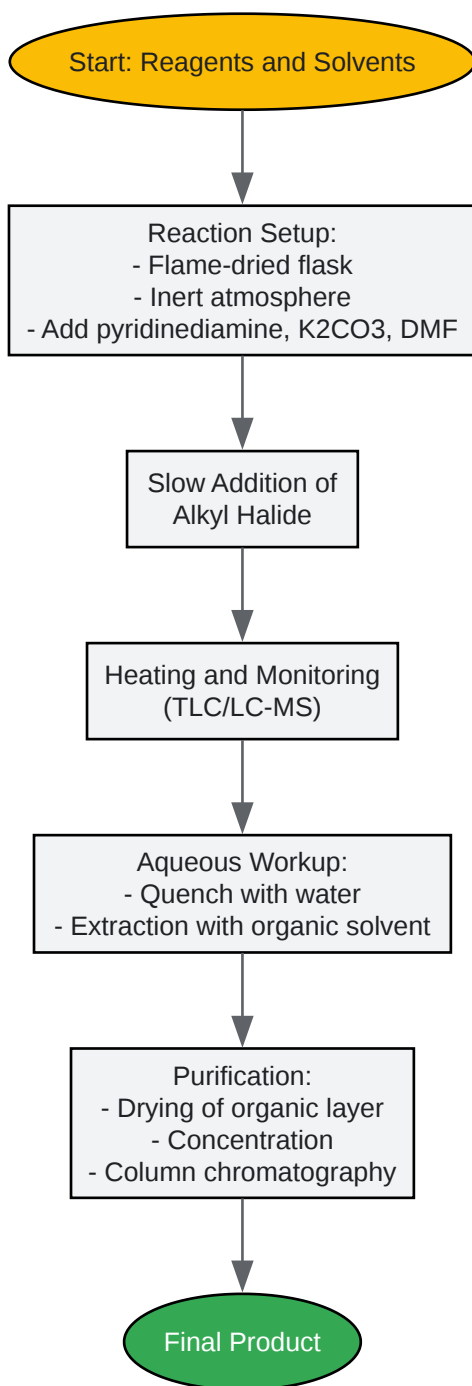 Start: Reagents and Solvents
Reaction Setup:
- Flame-dried flask
- Inert atmosphere
- Add pyridinediamine, K2CO3, DMF
Slow Addition of
Alkyl Halide
Heating and Monitoring
(TLC/LC-MS)
Aqueous Workup:
- Quench with water
- Extraction with organic solvent
Purification:
- Drying of organic layer
- Concentration
- Column chromatography
Final Product